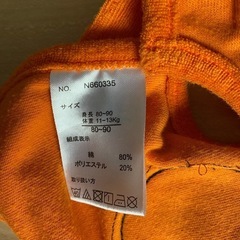 NO. N660335
サイズ
身長 80-90
体重 11-13Kg
80-90
組成表示
綿 80%
ポリエステル 20%
取り扱い方